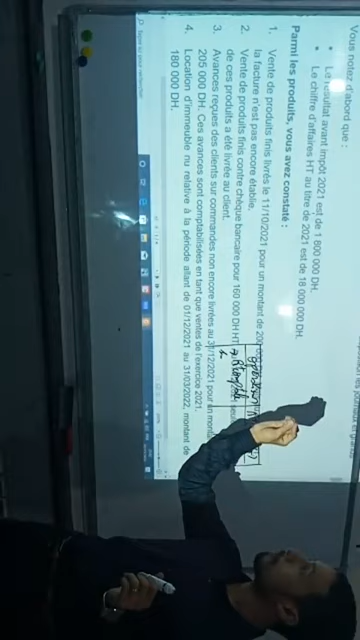 Vous notez d'abord que :
• Le résultat avant impôt 2021 est de 1 800 000 DH.
• Le chiffre d'affaires HT au titre de 2021 est de 18 000 000 DH.
Parmi les produits, vous avez constaté :
1. Vente de produits finis livrés le 11/10/2021 pour un montant de 200
la facture n'est pas encore établie.
2. Vente de produits finis contre chèque bancaire pour 160 000 DH HT
de ces produits a été livrée au client.
3. Avances reçues des clients sur commandes non encore livrées au 31/12/2021 pour un
205 000 DH. Ces avances sont comptabilisées en tant que ventes de l'exercice 2021.
4. Location d'immeuble nu relative à la période allant de 01/12/2021 au 31/03/2022, montant de
180 000 DH.